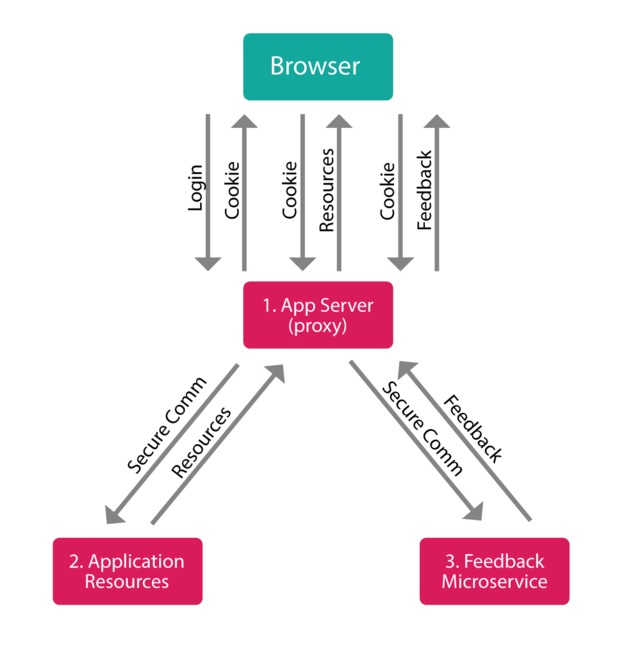 Browser
Login
Cookie
Cookie
Resources
Cookie
Feedback
1. App Server
(proxy)
Secure Comm
Resources
Secure Comm
Feedback
2. Application
Resources
3. Feedback
Microservice